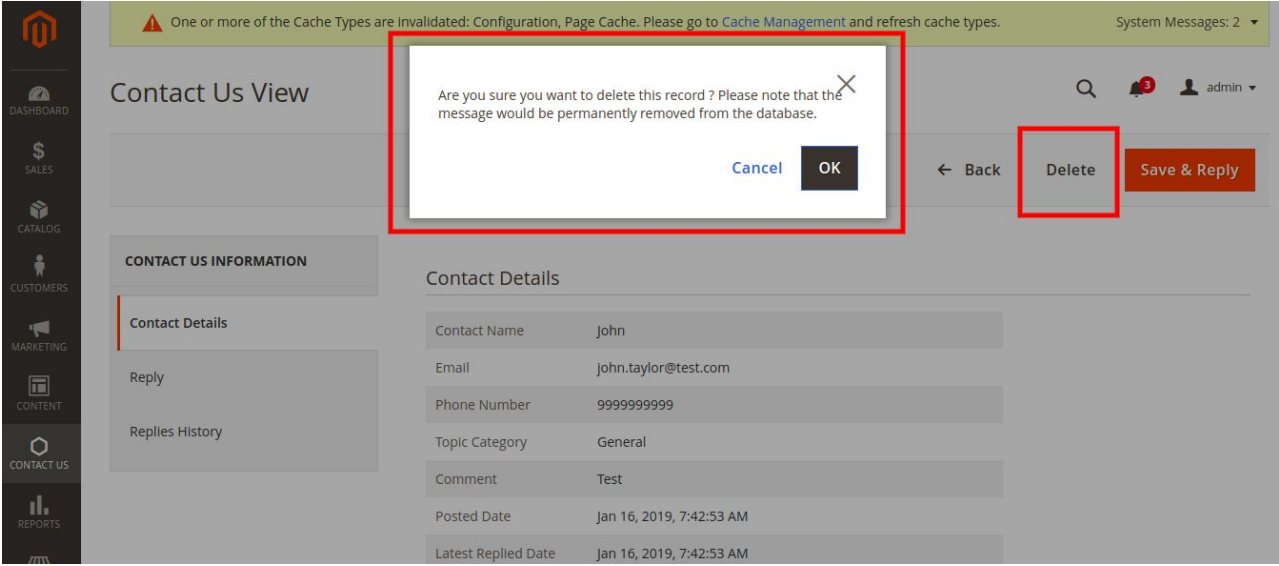 One or more of the Cache Types are invalidated: Configuration, Page Cache. Please go to Cache Management and refresh cache types.
System Messages: 2
Contact Us View
3
admin
Are you sure you want to delete this record ? Please note that the
message would be permanently removed from the database.
Cancel
OK
Back
Delete
Save & Reply
DASHBOARD
SALES
CATALOG
CUSTOMERS
MARKETING
CONTENT
CONTACT US
REPORTS
CONTACT US INFORMATION
Contact Details
Reply
Replies History
Contact Details
Contact Name John
Email john.taylor@test.com
Phone Number 9999999999
Topic Category General
Comment Test
Posted Date Jan 16, 2019, 7:42:53 AM
Latest Replied Date Jan 16, 2019, 7:42:53 AM